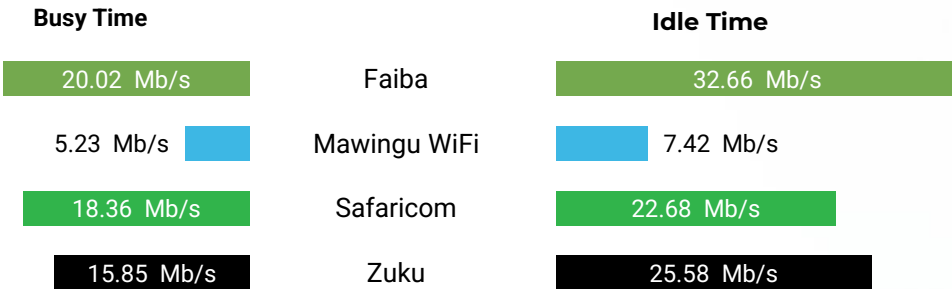 Busy Time Idle Time
20.02 Mb/s Faiba 32.66 Mb/s
5.23 Mb/s Mawingu WiFi 7.42 Mb/s
18.36 Mb/s Safaricom 22.68 Mb/s
15.85 Mb/s Zuku 25.58 Mb/s